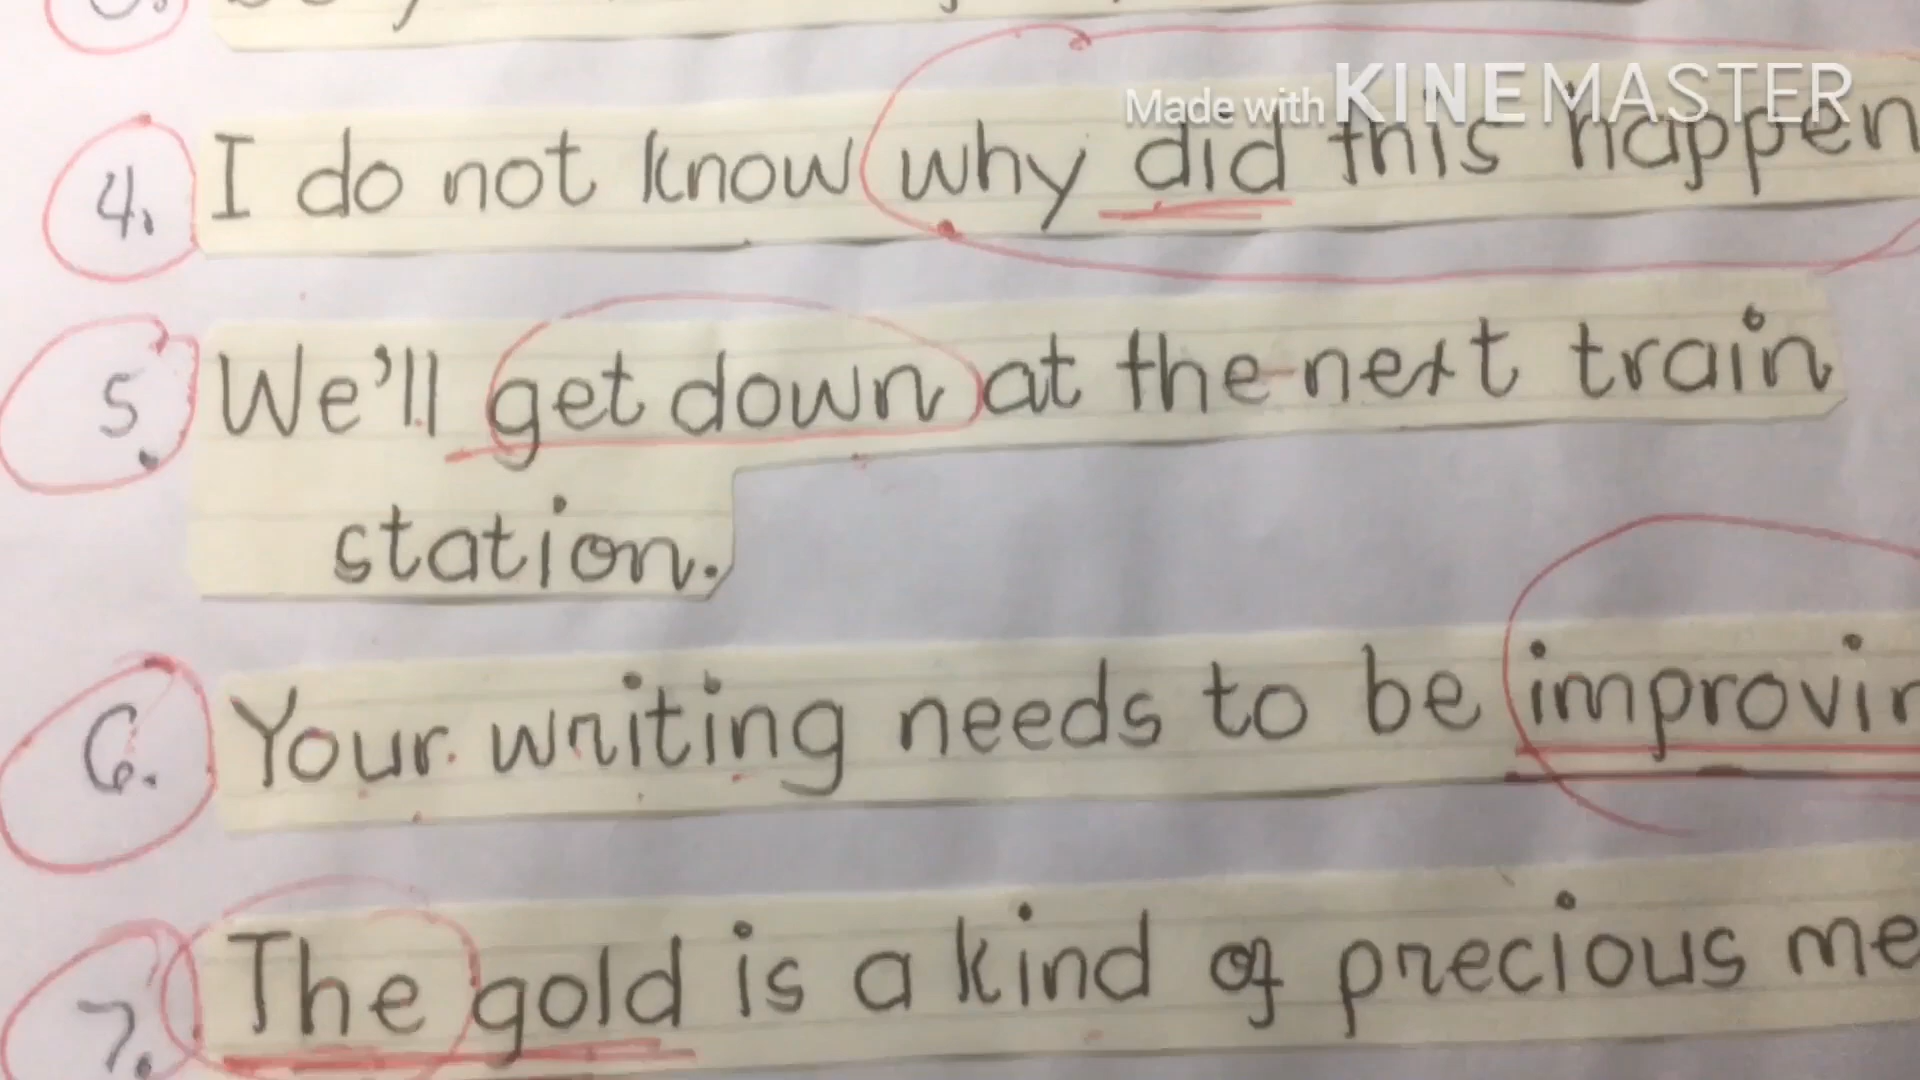 Made with KINEMASTER
4. I do not know why did this happen
5. We'll get down at the next train
station.
6. Your writing needs to be
7. The gold is a kind of precious